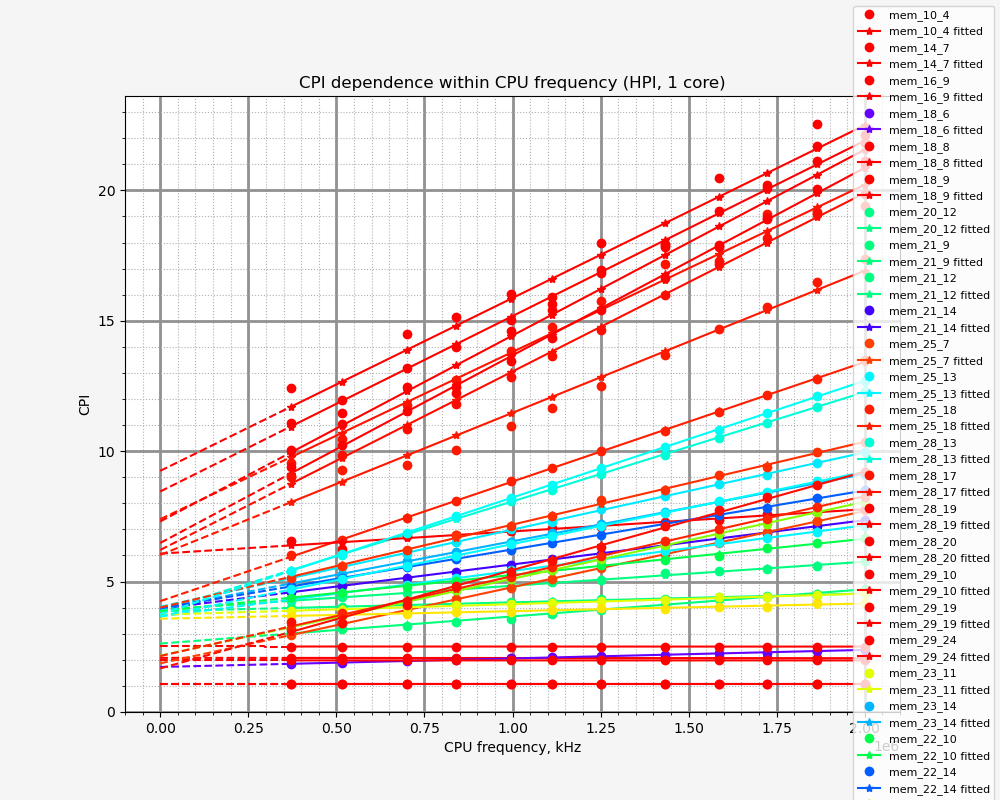 CPI dependence within CPU frequency (HPI, 1 core)
CPI
20
15
10
5
0
0.00
0.25
0.50
0.75
1.00
1.25
1.50
1.75
2.00
1e6
CPU frequency, kHz
mem_10_4
mem_10_4 fitted
mem_14_7
mem_14_7 fitted
mem_16_9
mem_16_9 fitted
mem_18_6
mem_18_6 fitted
mem_18_8
mem_18_8 fitted
mem_18_9
mem_18_9 fitted
mem_20_12
mem_20_12 fitted
mem_21_9
mem_21_9 fitted
mem_21_12
mem_21_12 fitted
mem_21_14
mem_21_14 fitted
mem_25_7
mem_25_7 fitted
mem_25_13
mem_25_13 fitted
mem_25_18
mem_25_18 fitted
mem_28_13
mem_28_13 fitted
mem_28_17
mem_28_17 fitted
mem_28_19
mem_28_19 fitted
mem_28_20
mem_28_20 fitted
mem_29_10
mem_29_10 fitted
mem_29_19
mem_29_19 fitted
mem_29_24
mem_29_24 fitted
mem_23_11
mem_23_11 fitted
mem_23_14
mem_23_14 fitted
mem_22_10
mem_22_10 fitted
mem_22_14
mem_22_14 fitted